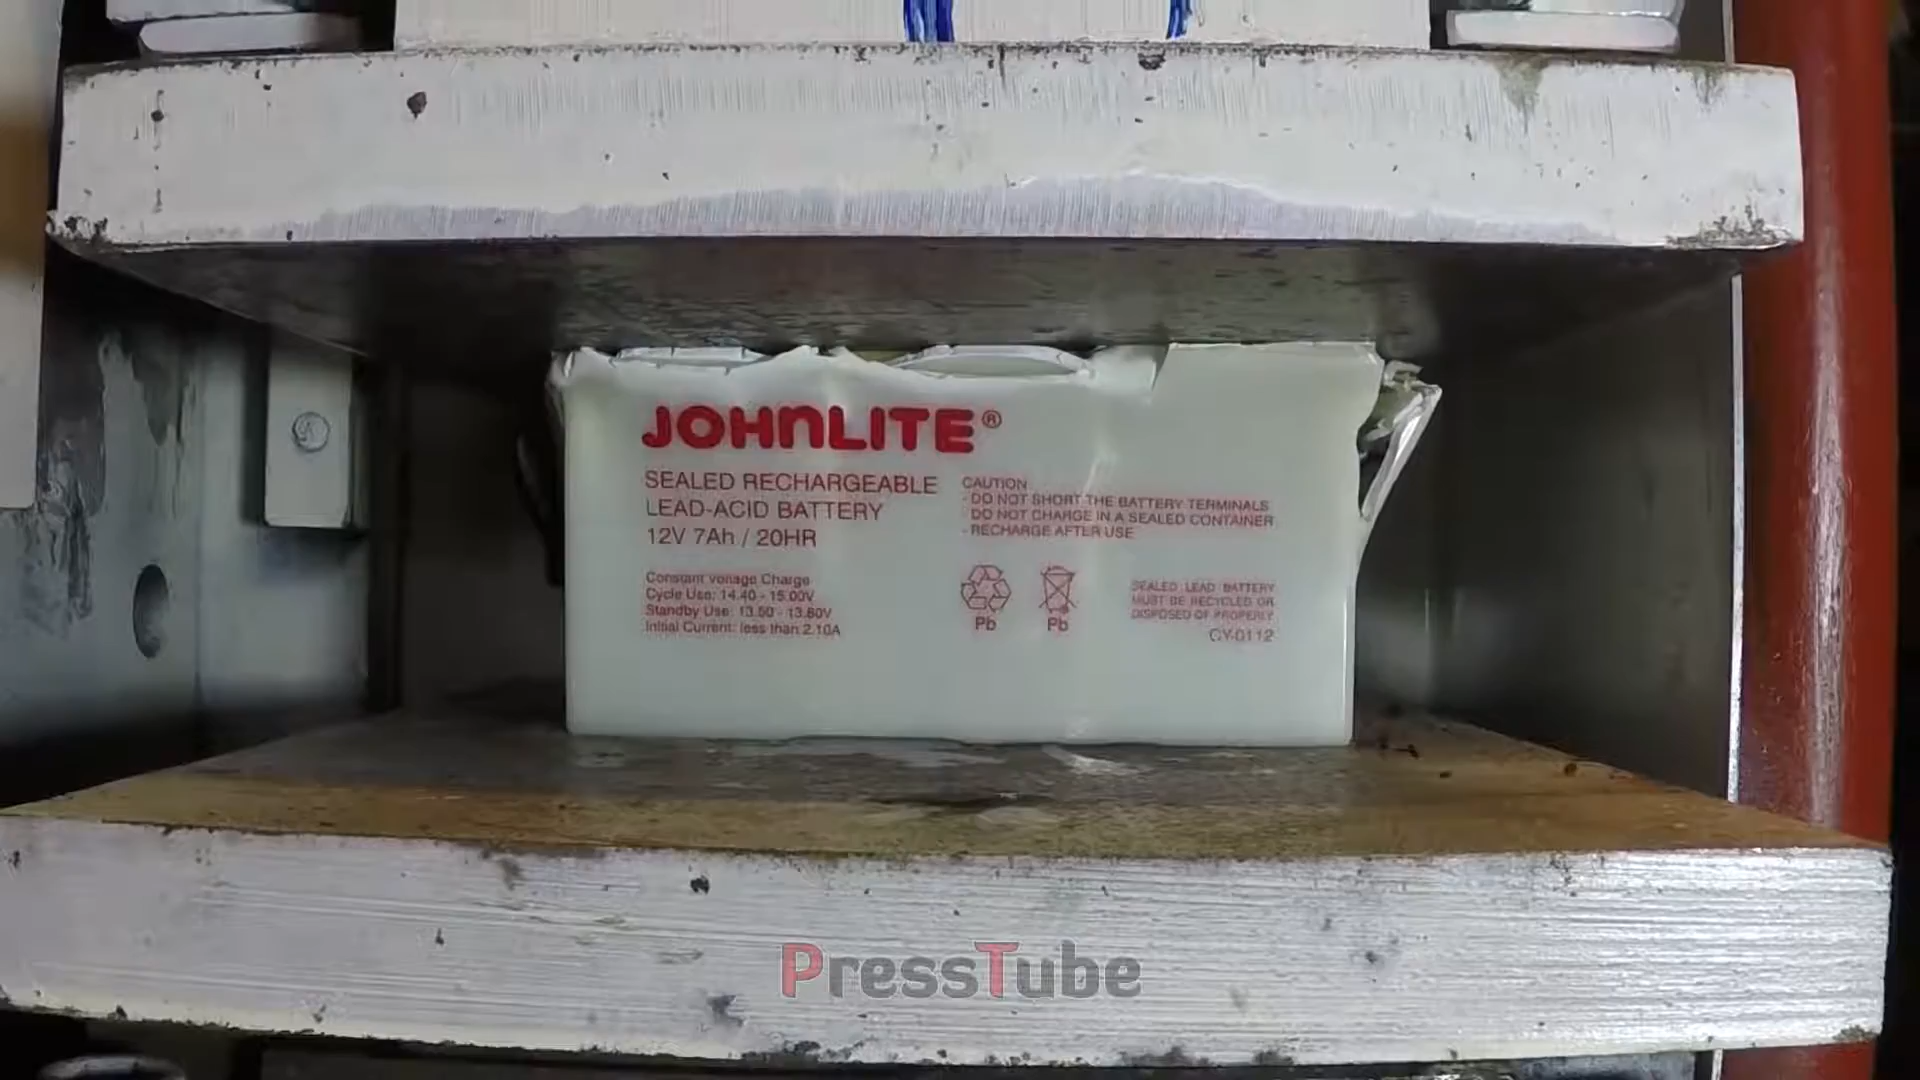 JOHNLITE®
SEALED RECHARGEABLE
LEAD-ACID BATTERY
12V 7Ah / 20HR
CAUTION
- DO NOT SHORT THE BATTERY TERMINALS
- DO NOT CHARGE IN A SEALED CONTAINER
- RECHARGE AFTER USE
Constant Voltage Charge
Cycle Use: 14.40 - 15.00V
Standby Use: 13.50 - 13.80V
Initial Current: less than 2.10A
Pb
Pb
SEALED LEAD BATTERY
MUST BE RECYCLED OR
DISPOSED OF PROPERLY
CY-0112
PressTube